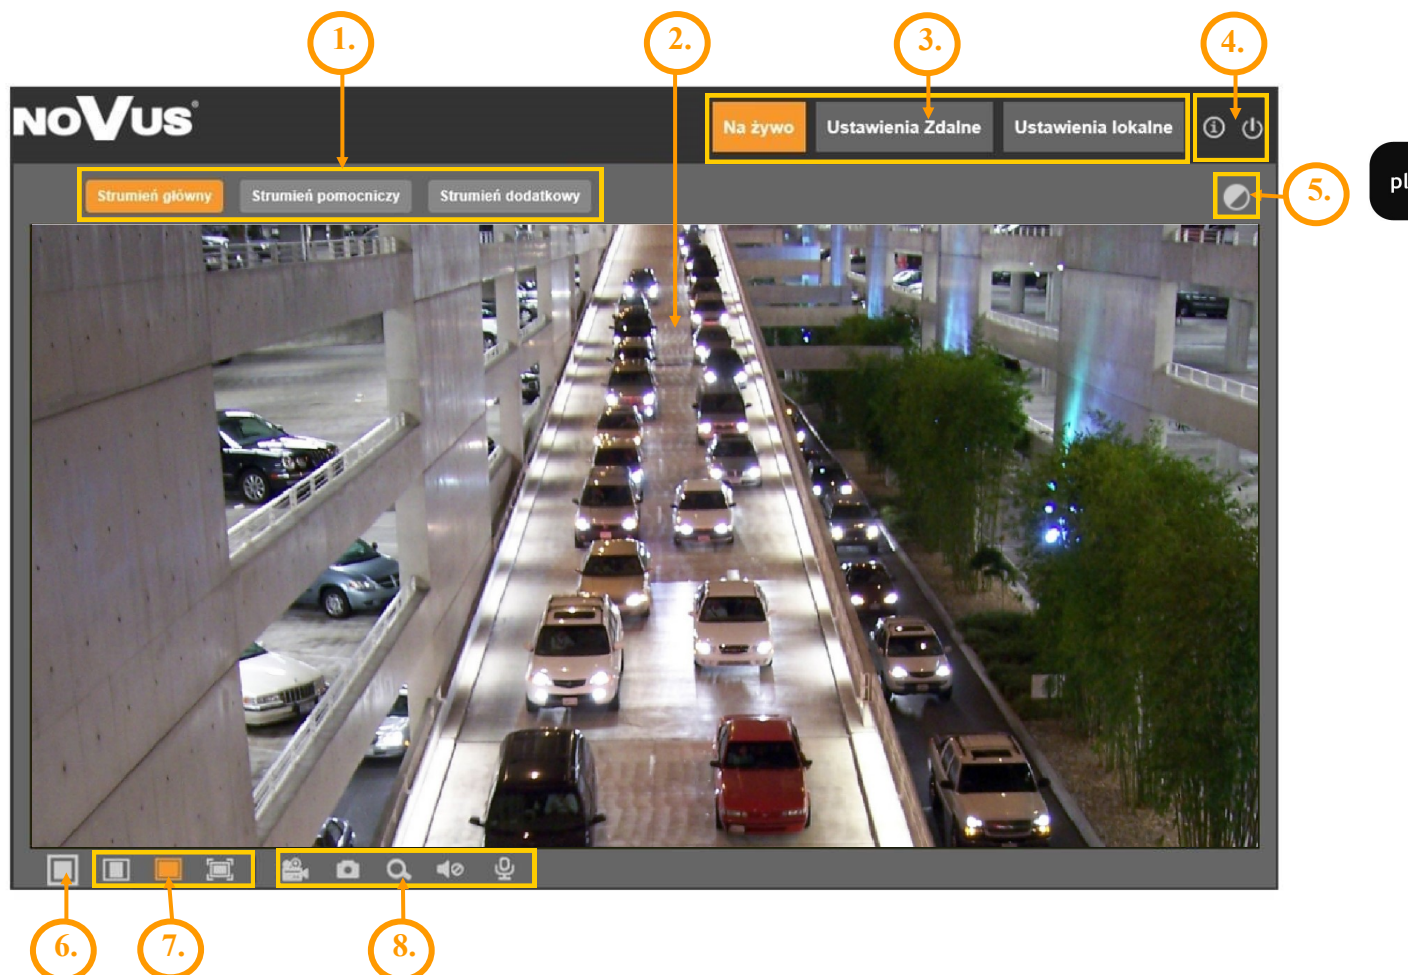 1.
2.
3.
4.
NOVUS®
Na żywo
Ustawienia Zdalne
Ustawienia lokalne
pl
Strumień główny
Strumień pomocniczy
Strumień dodatkowy
5.
6.
7.
8.